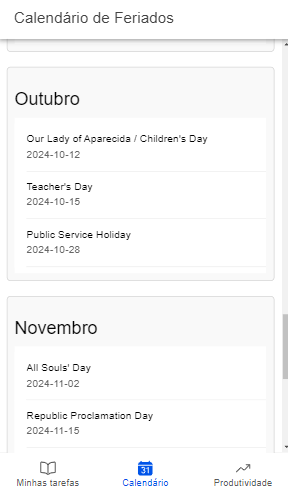 Calendário de Feriados
Outubro
Our Lady of Aparecida / Children's Day
2024-10-12
Teacher's Day
2024-10-15
Public Service Holiday
2024-10-28
Novembro
All Souls' Day
2024-11-02
Republic Proclamation Day
2024-11-15
31
Minhas tarefas
Calendário
Produtividade